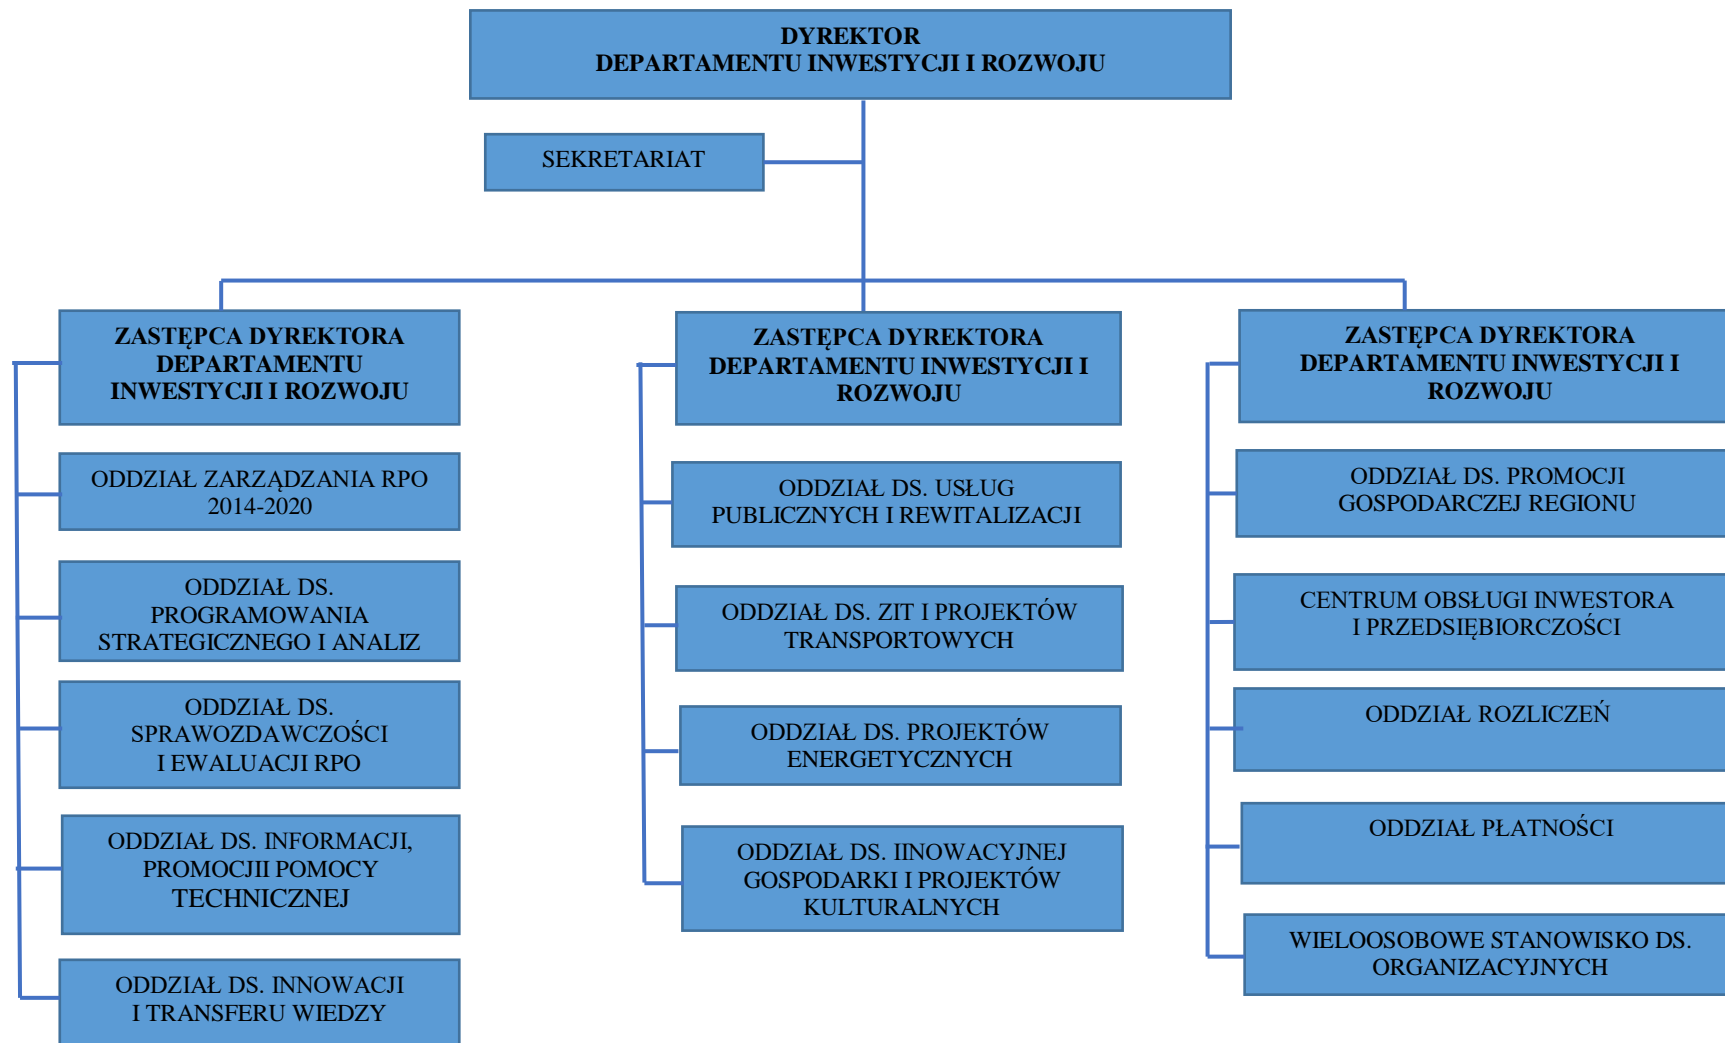 DYREKTOR
DEPARTAMENTU INWESTYCJI I ROZWOJU
SEKRETARIAT
ZASTĘPCA DYREKTORA
DEPARTAMENTU
INWESTYCJI I ROZWOJU
ODDZIAŁ ZARZĄDZANIA RPO
2014-2020
ODDZIAŁ DS.
PROGRAMOWANIA
STRATEGICZNEGO I ANALIZ
ODDZIAŁ DS.
SPRAWOZDAWCZOŚCI
I EWALUACJI RPO
ODDZIAŁ DS. INFORMACJI,
PROMOCJII POMOCY
TECHNICZNEJ
ODDZIAŁ DS. INNOWACJI
I TRANSFERU WIEDZY
ZASTĘPCA DYREKTORA
DEPARTAMENTU INWESTYCJI I
ROZWOJU
ODDZIAŁ DS. USŁUG
PUBLICZNYCH I REWITALIZACJI
ODDZIAŁ DS. ZIT I PROJEKTÓW
TRANSPORTOWYCH
ODDZIAŁ DS. PROJEKTÓW
ENERGETYCZNYCH
ODDZIAŁ DS. IINOWACYJNEJ
GOSPODARKI I PROJEKTÓW
KULTURALNYCH
ZASTĘPCA DYREKTORA
DEPARTAMENTU INWESTYCJI I
ROZWOJU
ODDZIAŁ DS. PROMOCJI
GOSPODARCZEJ REGIONU
CENTRUM OBSŁUGI INWESTORA
I PRZEDSIĘBIORCZOŚCI
ODDZIAŁ ROZLICZEŃ
ODDZIAŁ PŁATNOŚCI
WIELOOSOBOWE STANOWISKO DS.
ORGANIZACYJNYCH